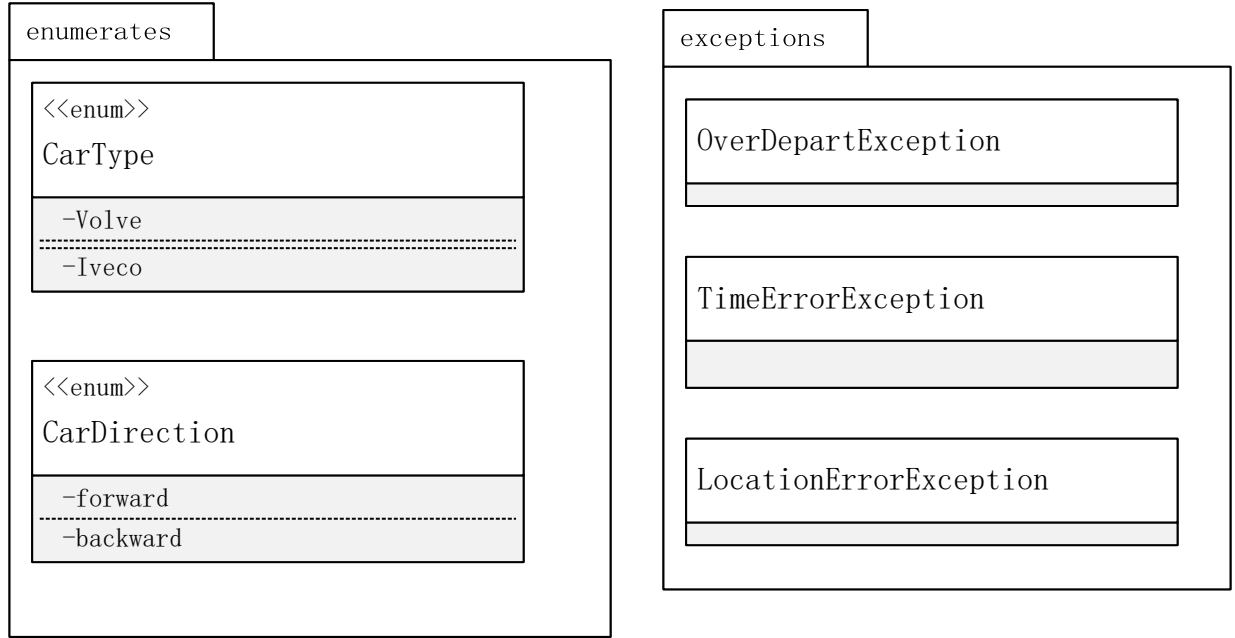 enumerates
<<enum>>
CarType
-Volve
-Iveco
<<enum>>
CarDirection
-forward
-backward
exceptions
OverDepartException
TimeErrorException
LocationErrorException